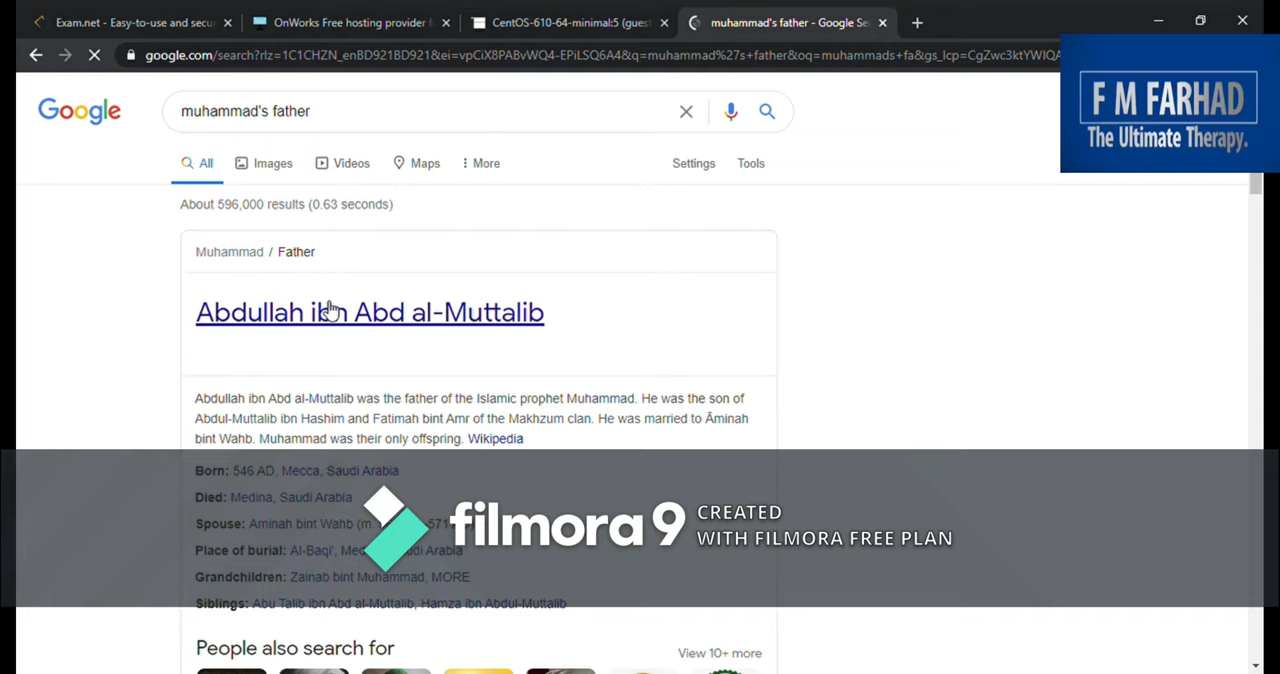 Exam.net - Easy-to-use and secu
OnWorks Free hosting provider f
CentOS-610-64-minimal:5 (guest
muhammad's father - Google Se
google.com/search?rlz=1C1CHZN_enBD921BD921&ei=vpCiX8PABvWQ4-EPiLSQ6A4&q=muhammad%27s+father&oq=muhammads+fa&gs_lcp=CgZwc3ktYWIQA
F M FARHAD
The Ultimate Therapy.
Google
muhammad's father
All Images Videos Maps More Settings Tools
About 596,000 results (0.63 seconds)
Muhammad / Father
Abdullah ibn Abd al-Muttalib
Abdullah ibn Abd al-Muttalib was the father of the Islamic prophet Muhammad. He was the son of
Abdul-Muttalib ibn Hashim and Fatimah bint Amr of the Makhzum clan. He was married to Āminah
bint Wahb. Muhammad was their only offspring. Wikipedia
Born: 546 AD, Mecca, Saudi Arabia
Died: Medina, Saudi Arabia
Spouse: Aminah bint Wahb (m.
Place of burial: Al-Baqi',
Grandchildren: Zainab bint Muhammad, MORE
Siblings: Abu Talib ibn Abd al-Muttalib, Hamza ibn Abdul-Muttalib
filmora9
CREATED
WITH FILMORA FREE PLAN
People also search for
View 10+ more